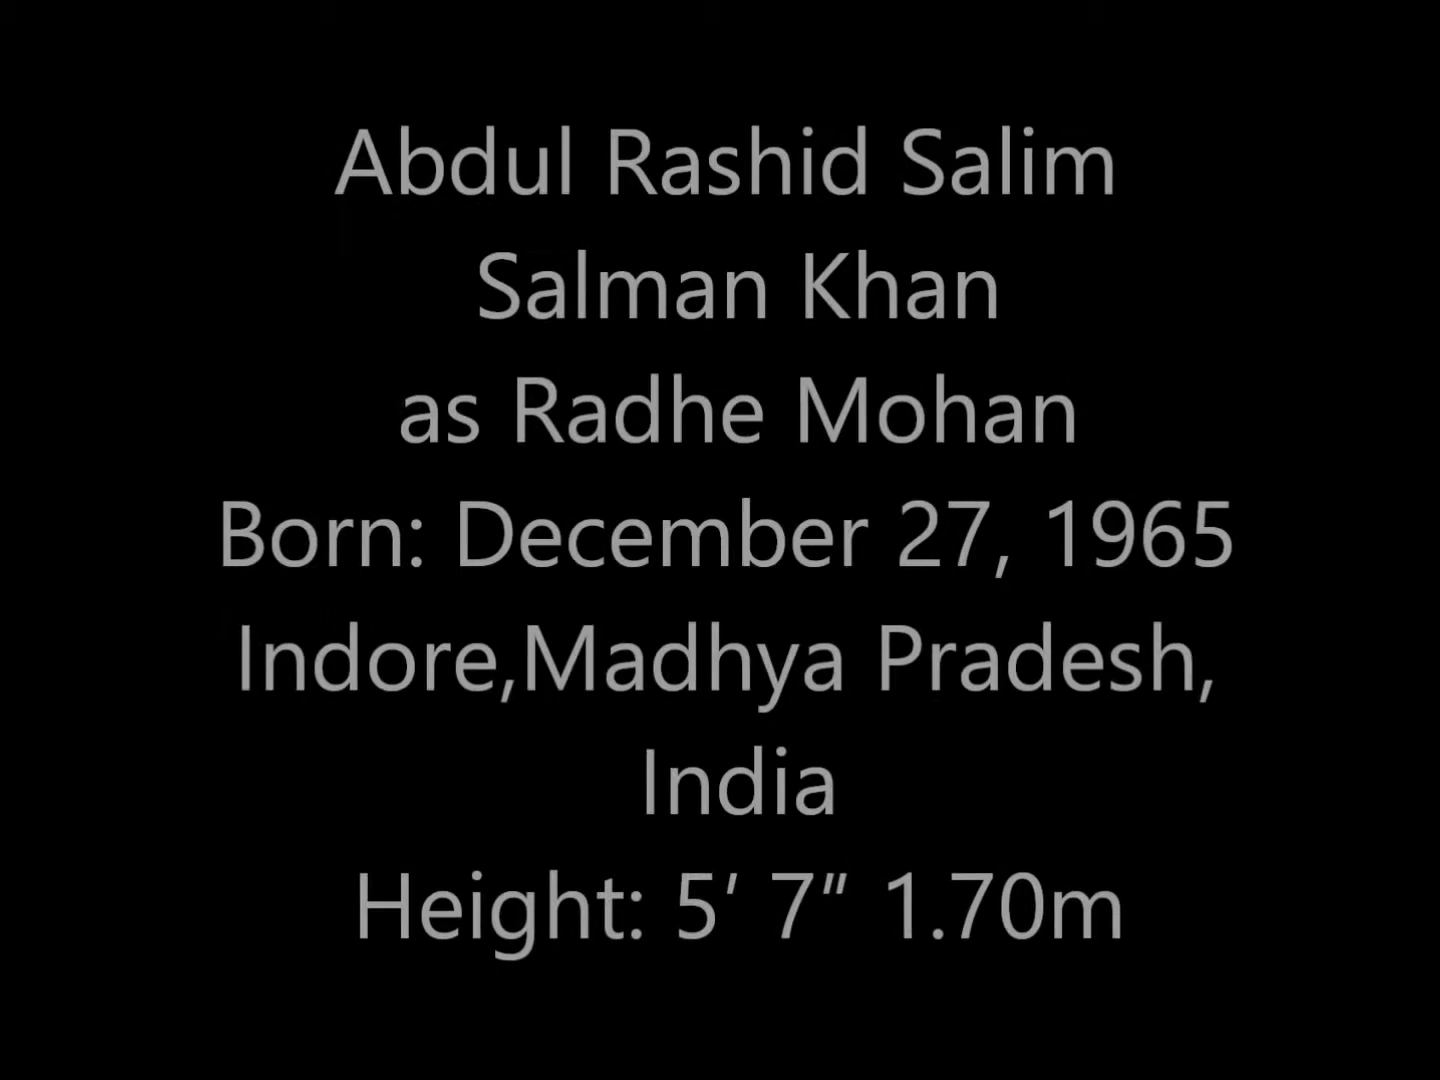 Abdul Rashid Salim
Salman Khan
as Radhe Mohan
Born: December 27, 1965
Indore,Madhya Pradesh,
India
Height: 5′ 7″ 1.70m